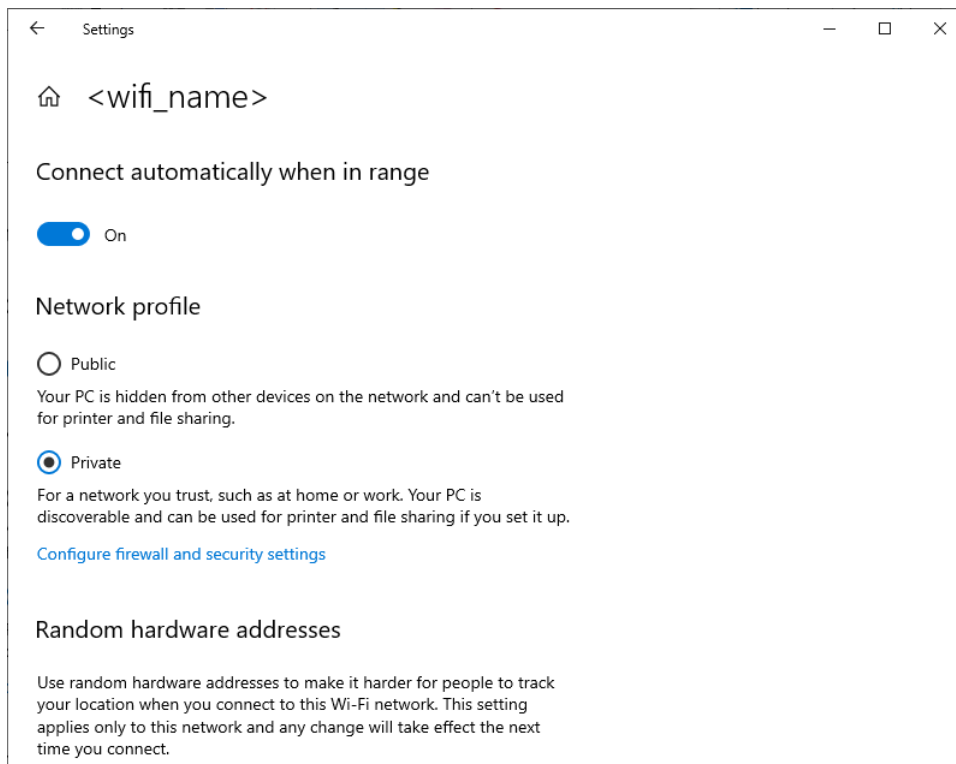 Settings
<wifi_name>
Connect automatically when in range
On
Network profile
Public
Your PC is hidden from other devices on the network and can't be used
for printer and file sharing.
Private
For a network you trust, such as at home or work. Your PC is
discoverable and can be used for printer and file sharing if you set it up.
Configure firewall and security settings
Random hardware addresses
Use random hardware addresses to make it harder for people to track
your location when you connect to this Wi-Fi network. This setting
applies only to this network and any change will take effect the next
time you connect.